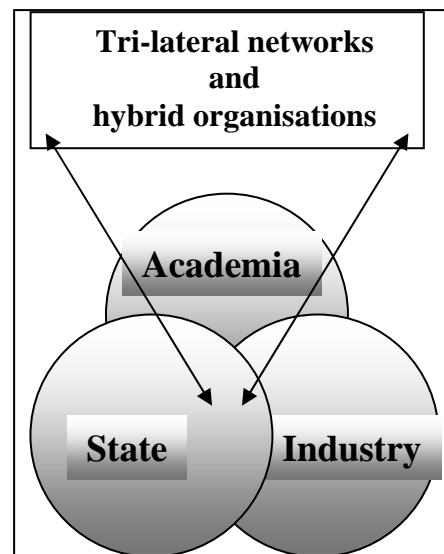 Tri-lateral networks
and
hybrid organisations
Academia
State
Industry